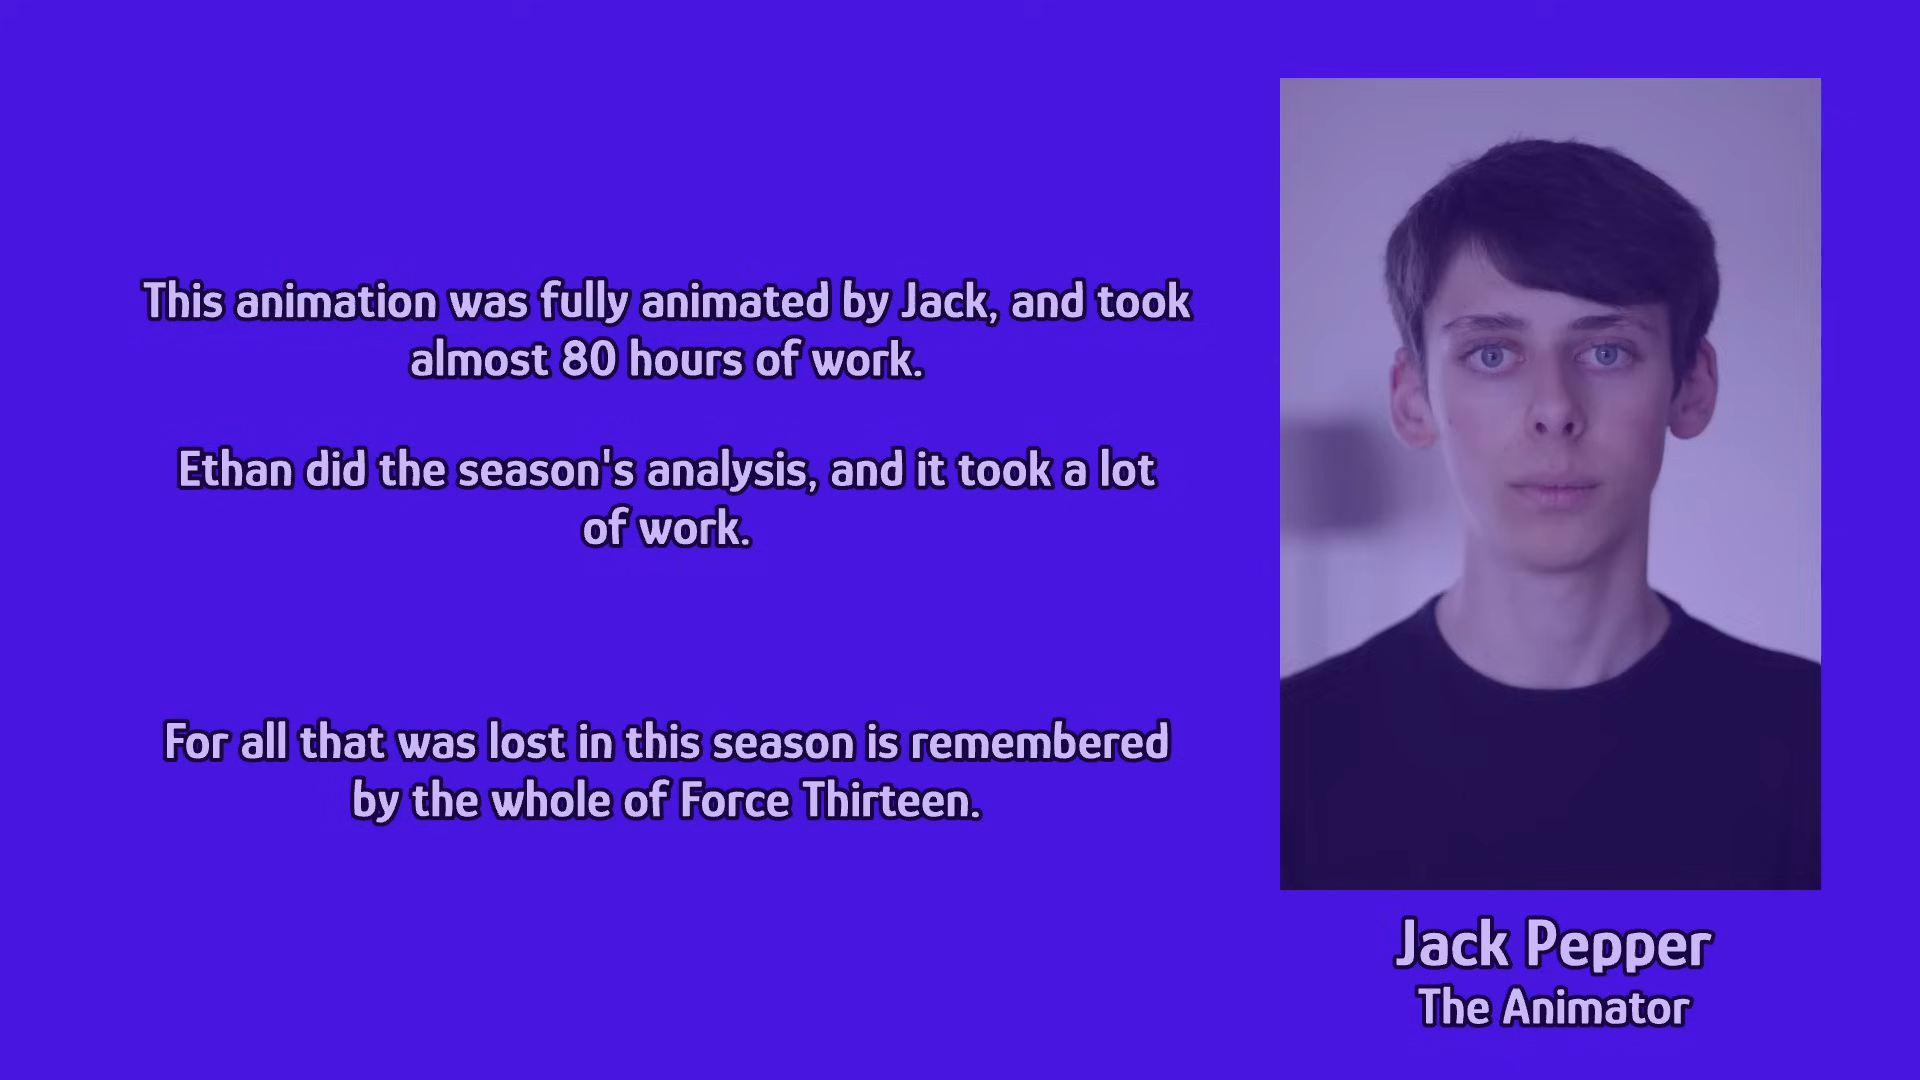 This animation was fully animated by Jack, and took
almost 80 hours of work.
Ethan did the season's analysis, and it took a lot
of work.
For all that was lost in this season is remembered
by the whole of Force Thirteen.
Jack Pepper
The Animator